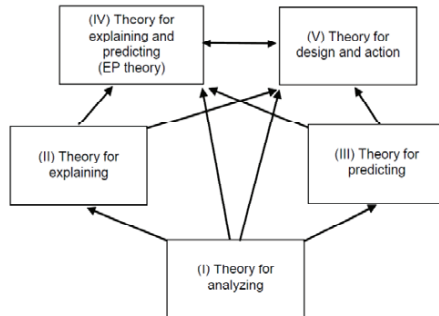 (IV) Theory for
explaining and
predicting
(EP theory)
(V) Theory for
design and action
(II) Theory for
explaining
(III) Theory for
predicting
(I) Theory for
analyzing